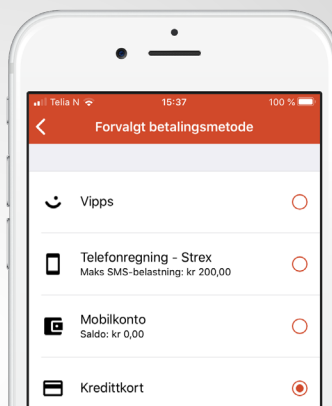 Telia N 15:37 100 %
Forvalgt betalingsmetode
Vipps
Telefonregning - Strex
Maks SMS-belastning: kr 200,00
Mobilkonto
Saldo: kr 0,00
Kredittkort